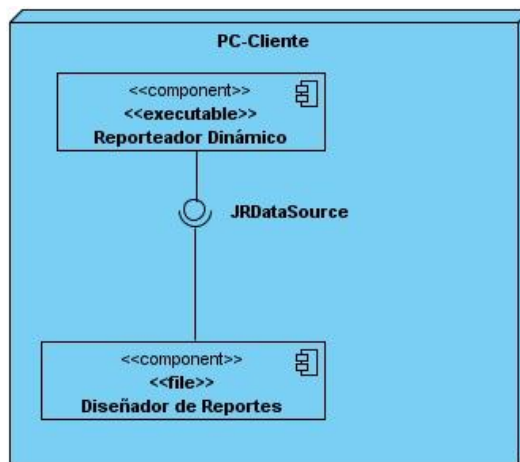 PC-Cliente
<<component>>
<<executable>>
Reporteador Dinámico
JRDataSource
<<component>>
<<file>>
Diseñador de Reportes